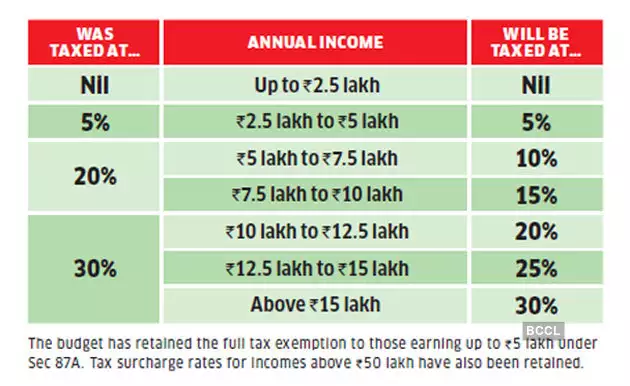 WAS TAXED AT... ANNUAL INCOME WILL BE TAXED AT...
Nil Up to ₹2.5 lakh Nil
5% ₹2.5 lakh to ₹5 lakh 5%
20% ₹5 lakh to ₹7.5 lakh 10%
₹7.5 lakh to ₹10 lakh 15%
30% ₹10 lakh to ₹12.5 lakh 20%
₹12.5 lakh to ₹15 lakh 25%
Above ₹15 lakh 30%
BCCL
The budget has retained the full tax exemption to those earning up to ₹5 lakh under
Sec 87A. Tax surcharge rates for incomes above ₹50 lakh have also been retained.